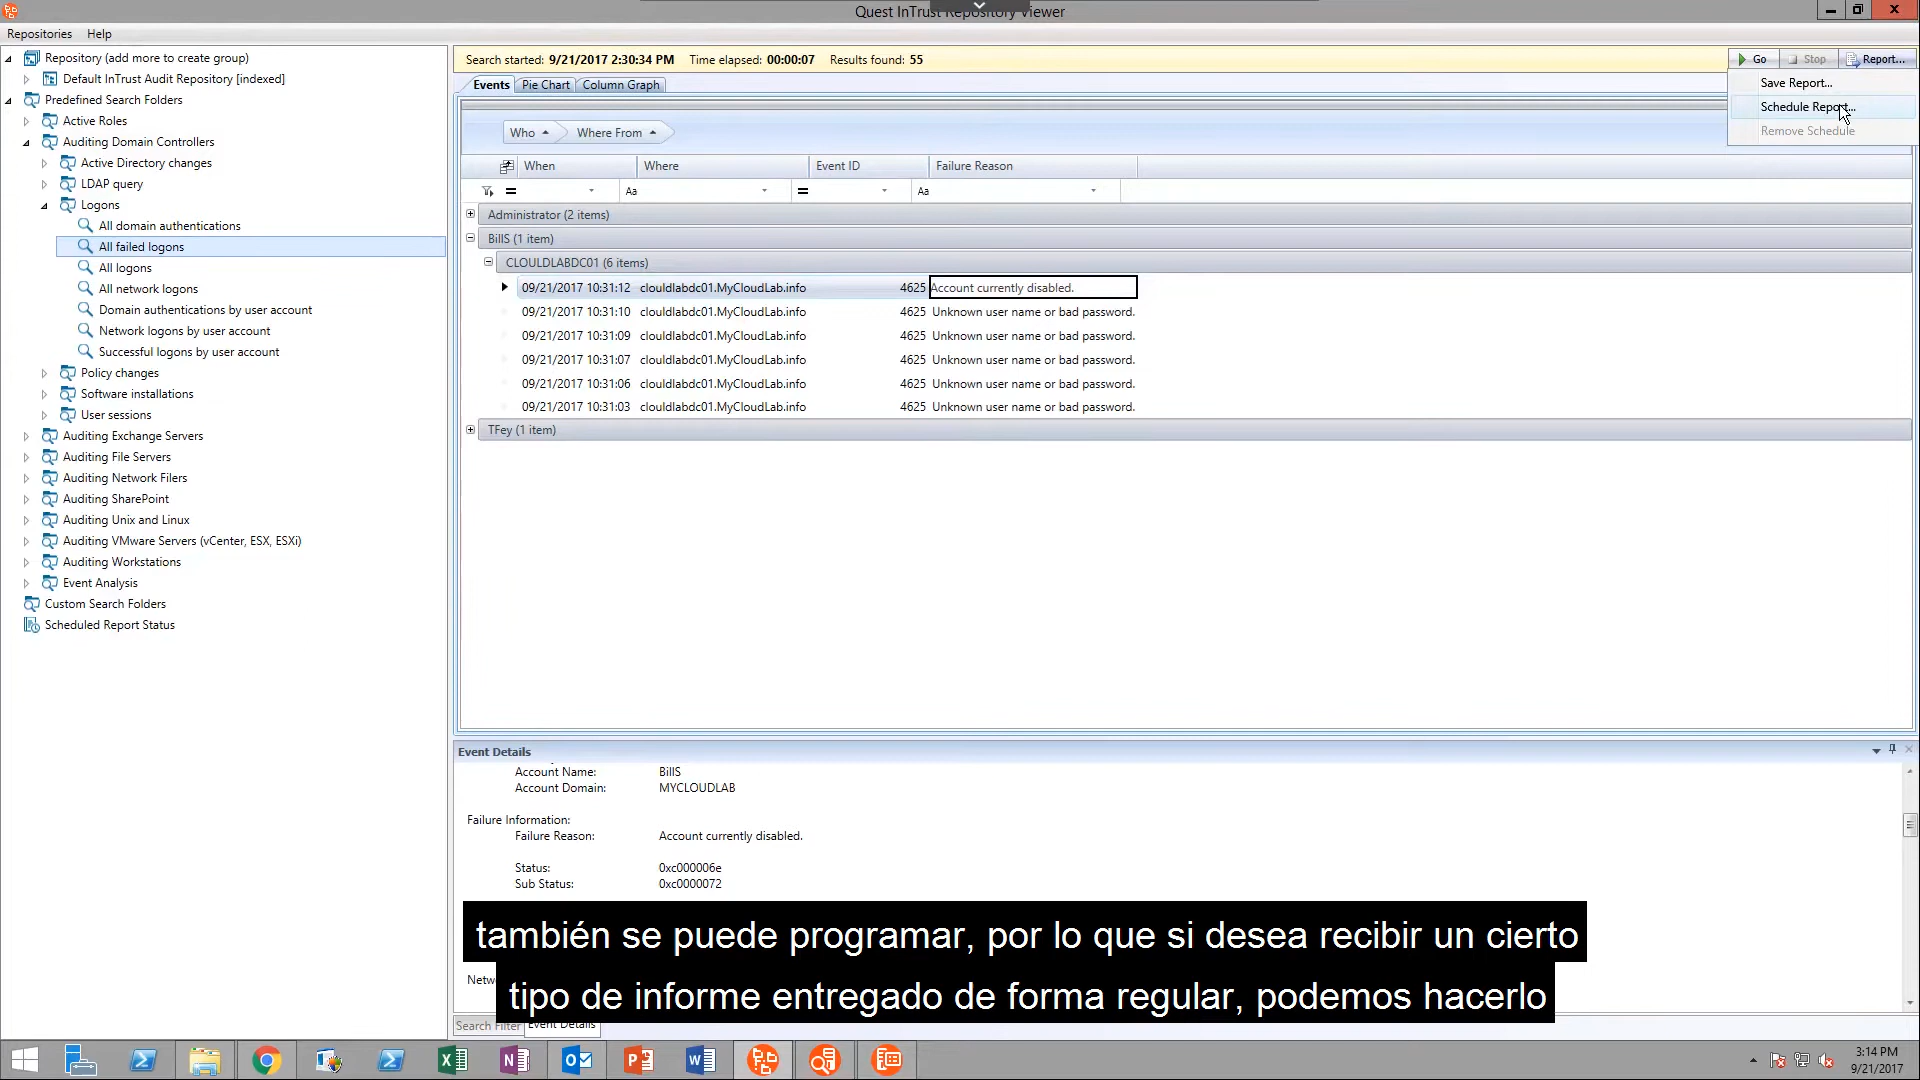 Quest InTrust Repository Viewer
Repositories Help
Repository (add more to create group)
Default InTrust Audit Repository [indexed]
Predefined Search Folders
Active Roles
Auditing Domain Controllers
Active Directory changes
LDAP query
Logons
All domain authentications
All failed logons
All logons
All network logons
Domain authentications by user account
Network logons by user account
Successful logons by user account
Policy changes
Software installations
User sessions
Auditing Exchange Servers
Auditing File Servers
Auditing Network Filers
Auditing SharePoint
Auditing Unix and Linux
Auditing VMware Servers (vCenter, ESX, ESXi)
Auditing Workstations
Event Analysis
Custom Search Folders
Scheduled Report Status
Search started: 9/21/2017 2:30:34 PM Time elapsed: 00:00:07 Results found: 55
Go Stop Report...
Save Report...
Schedule Report...
Remove Schedule
Events Pie Chart Column Graph
Who Where From
When Where Event ID Failure Reason
= Aa = Aa
Administrator (2 items)
BillS (1 item)
CLOULDLABDC01 (6 items)
09/21/2017 10:31:12 clouldlabdc01.MyCloudLab.info 4625 Account currently disabled.
09/21/2017 10:31:10 clouldlabdc01.MyCloudLab.info 4625 Unknown user name or bad password.
09/21/2017 10:31:09 clouldlabdc01.MyCloudLab.info 4625 Unknown user name or bad password.
09/21/2017 10:31:07 clouldlabdc01.MyCloudLab.info 4625 Unknown user name or bad password.
09/21/2017 10:31:06 clouldlabdc01.MyCloudLab.info 4625 Unknown user name or bad password.
09/21/2017 10:31:03 clouldlabdc01.MyCloudLab.info 4625 Unknown user name or bad password.
TFey (1 item)
Event Details
Account Name: BillS
Account Domain: MYCLOUDLAB
Failure Information:
Failure Reason: Account currently disabled.
Status: 0xc000006e
Sub Status: 0xc0000072
también se puede programar, por lo que si desea recibir un cierto
tipo de informe entregado de forma regular, podemos hacerlo
Search Filter Event Details
3:14 PM
9/21/2017